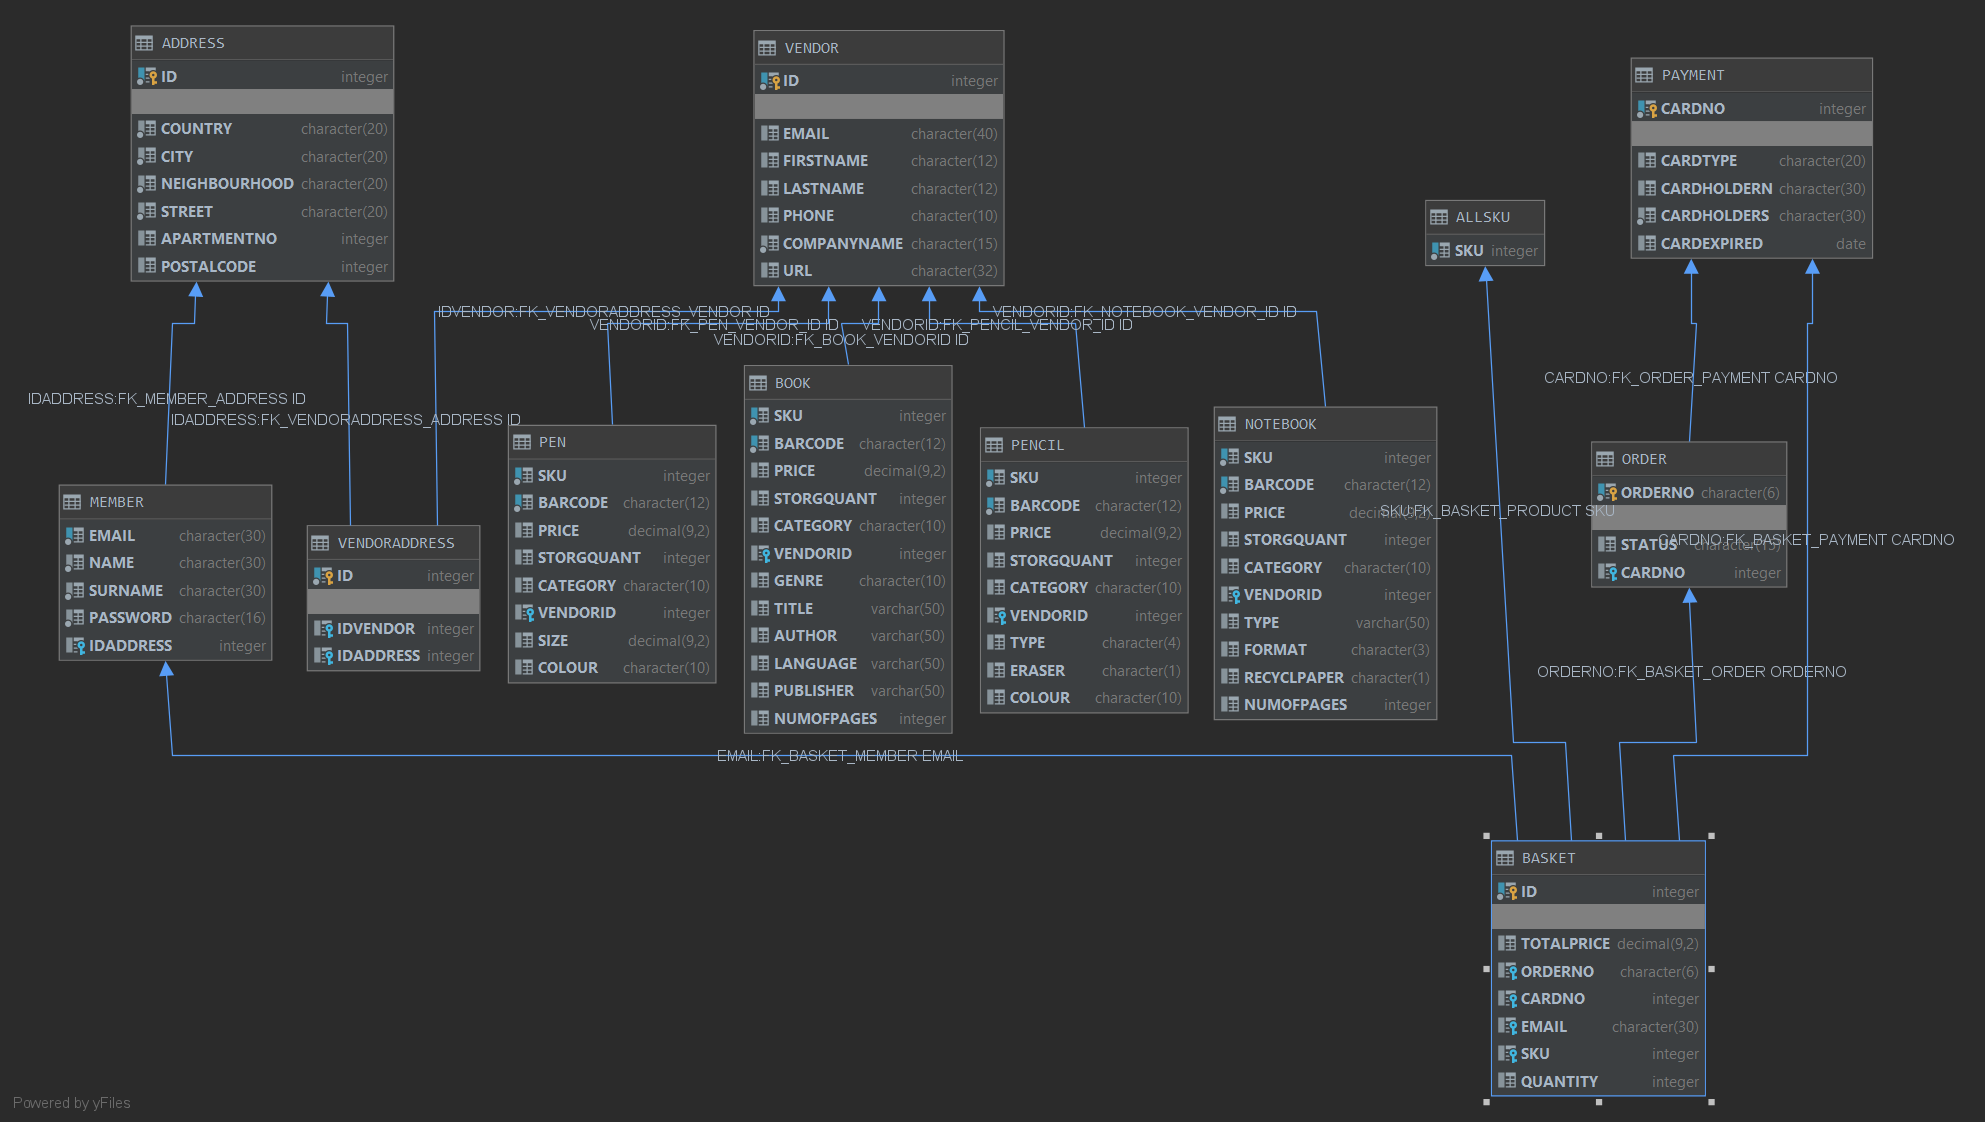 ADDRESS
ID integer
COUNTRY character(20)
CITY character(20)
NEIGHBOURHOOD character(20)
STREET character(20)
APARTMENTNO integer
POSTALCODE integer
VENDOR
ID integer
EMAIL character(40)
FIRSTNAME character(12)
LASTNAME character(12)
PHONE character(10)
COMPANYNAME character(15)
URL character(32)
PAYMENT
CARDNO integer
CARDTYPE character(20)
CARDHOLDERN character(30)
CARDHOLDERS character(30)
CARDEXPIRED date
ALLSKU
SKU integer
IDVENDOR:FK_VENDORADDRESS_VENDOR ID
VENDORID:FK_NOTEBOOK_VENDOR_ID ID
VENDORID:FK_PEN_VENDOR_ID ID
VENDORID:FK_PENCIL_VENDOR_ID ID
VENDORID:FK_BOOK_VENDORID ID
IDADDRESS:FK_MEMBER_ADDRESS ID
IDADDRESS:FK_VENDORADDRESS_ADDRESS ID
CARDNO:FK_ORDER_PAYMENT CARDNO
MEMBER
EMAIL character(30)
NAME character(30)
SURNAME character(30)
PASSWORD character(16)
IDADDRESS integer
VENDORADDRESS
ID integer
IDVENDOR integer
IDADDRESS integer
PEN
SKU integer
BARCODE character(12)
PRICE decimal(9,2)
STORGQUANT integer
CATEGORY character(10)
VENDORID integer
SIZE decimal(9,2)
COLOUR character(10)
BOOK
SKU integer
BARCODE character(12)
PRICE decimal(9,2)
STORGQUANT integer
CATEGORY character(10)
VENDORID integer
GENRE character(10)
TITLE varchar(50)
AUTHOR varchar(50)
LANGUAGE varchar(50)
PUBLISHER varchar(50)
NUMOFPAGES integer
PENCIL
SKU integer
BARCODE character(12)
PRICE decimal(9,2)
STORGQUANT integer
CATEGORY character(10)
VENDORID integer
TYPE character(4)
ERASER character(1)
COLOUR character(10)
NOTEBOOK
SKU integer
BARCODE character(12)
PRICE decimal(9,2)
STORGQUANT integer
CATEGORY character(10)
VENDORID integer
TYPE varchar(50)
FORMAT character(3)
RECYCLPAPER character(1)
NUMOFPAGES integer
SKU:FK_BASKET_PRODUCT SKU
ORDER
ORDERNO character(6)
STATUS character(15)
CARDNO integer
CARDNO:FK_BASKET_PAYMENT CARDNO
ORDERNO:FK_BASKET_ORDER ORDERNO
EMAIL:FK_BASKET_MEMBER EMAIL
BASKET
ID integer
TOTALPRICE decimal(9,2)
ORDERNO character(6)
CARDNO integer
EMAIL character(30)
SKU integer
QUANTITY integer
Powered by yFiles